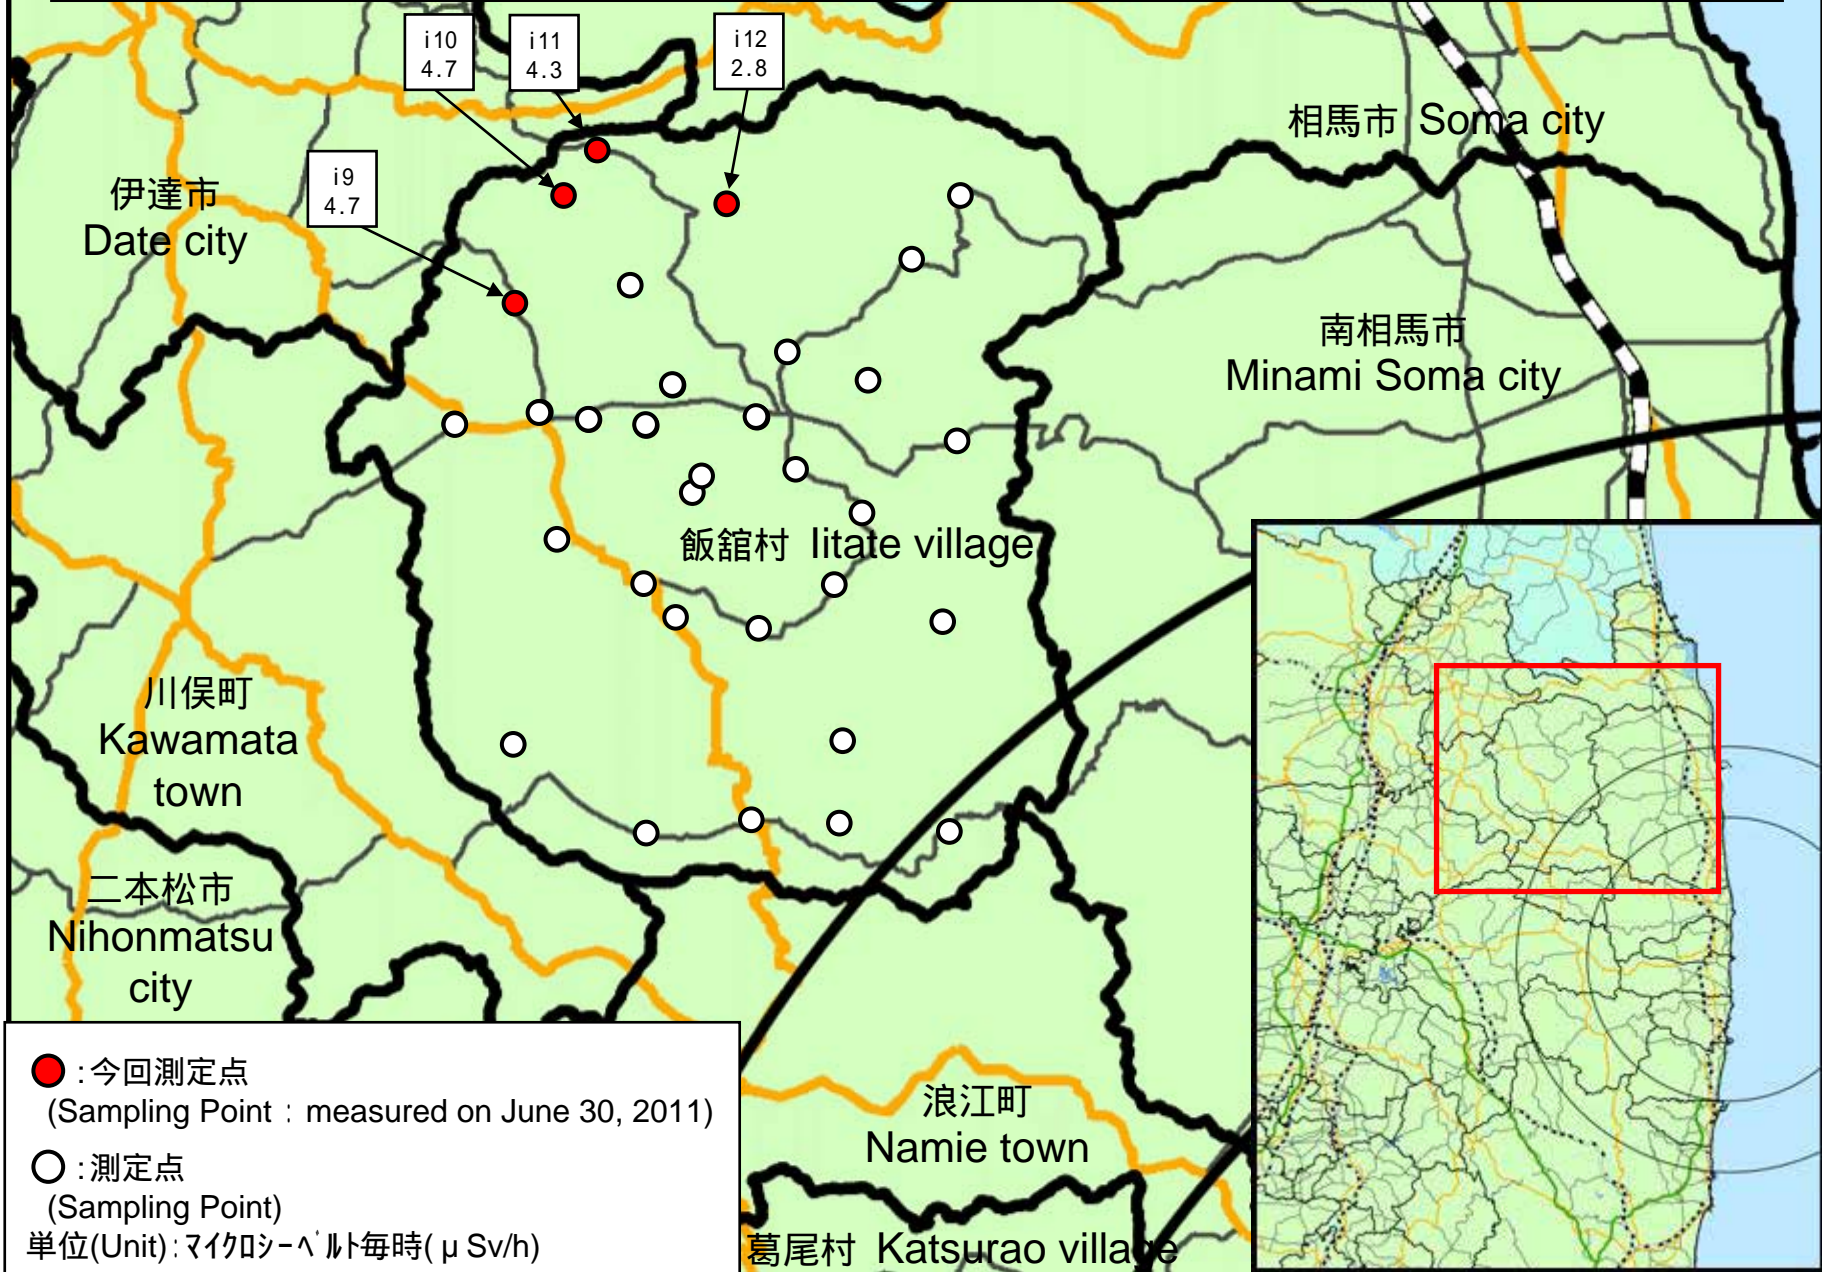 i10
4.7
i11
4.3
i12
2.8
相馬市 Soma city
i9
4.7
伊達市
Date city
南相馬市
Minami Soma city
飯舘村 Iitate village
川俣町
Kawamata
town
二本松市
Nihonmatsu
city
●:今回測定点
(Sampling Point : measured on June 30, 2011)
○:測定点
(Sampling Point)
単位(Unit):マイクロシーベルト毎時(μSv/h)
浪江町
Namie town
葛尾村 Katsurao village